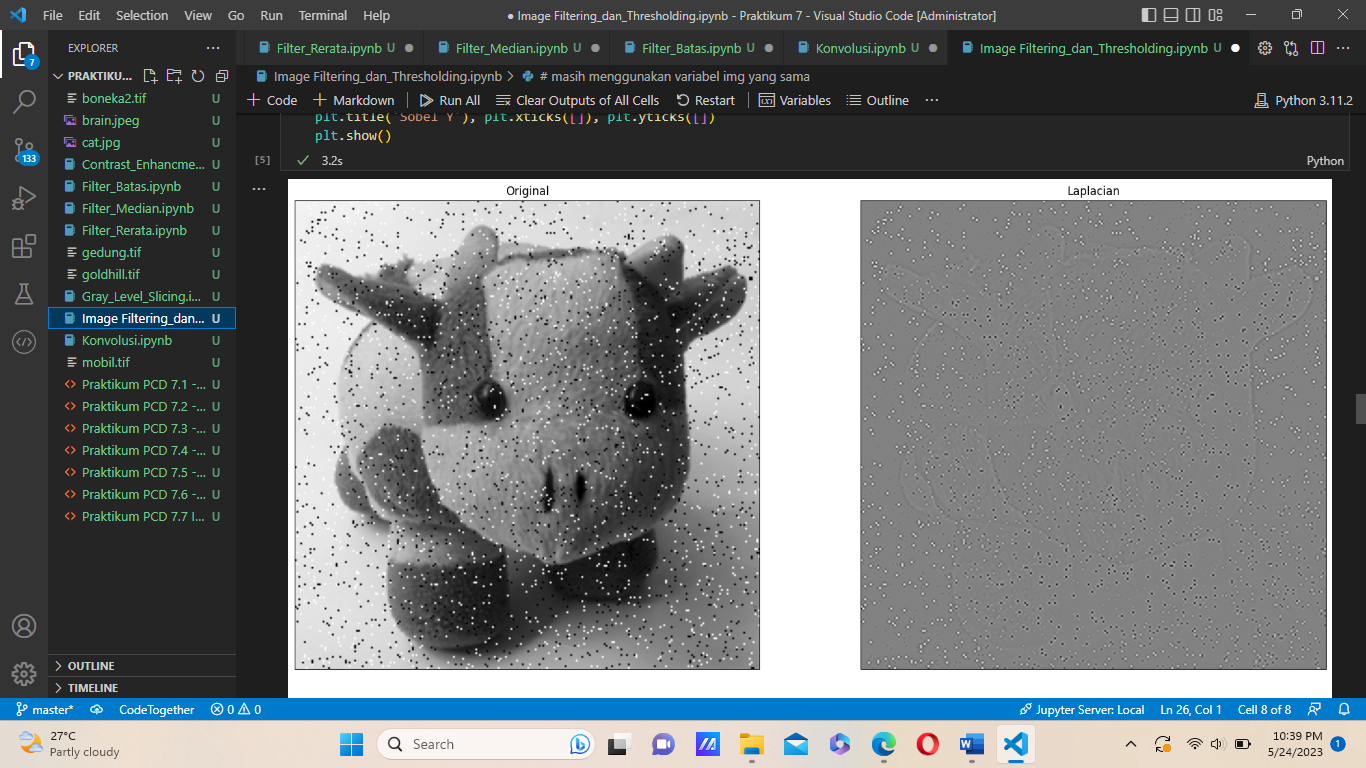 File Edit Selection View Go Run Terminal Help
● Image Filtering_dan_Thresholding.ipynb - Praktikum 7 - Visual Studio Code [Administrator]
EXPLORER
Filter_Rerata.ipynb U
Filter_Median.ipynb U
Filter_Batas.ipynb U
Konvolusi.ipynb U
Image Filtering_dan_Thresholding.ipynb U
PRAKTIKU...
Image Filtering_dan_Thresholding.ipynb > # masih menggunakan variabel img yang sama
+ Code + Markdown Run All Clear Outputs of All Cells Restart Variables Outline ...
Python 3.11.2
7
133
boneka2.tif U
brain.jpeg U
cat.jpg U
Contrast_Enhancme... U
Filter_Batas.ipynb U
Filter_Median.ipynb U
Filter_Rerata.ipynb U
gedung.tif U
goldhill.tif U
Gray_Level_Slicing.i... U
Image Filtering_dan... U
Konvolusi.ipynb U
mobil.tif U
Praktikum PCD 7.1 -... U
Praktikum PCD 7.2 -... U
Praktikum PCD 7.3 -... U
Praktikum PCD 7.4 -... U
Praktikum PCD 7.5 -... U
Praktikum PCD 7.6 -... U
Praktikum PCD 7.7 I... U
OUTLINE
TIMELINE
plt.title('Sobel Y'), plt.xticks([]), plt.yticks([])
plt.show()
[5] 3.2s Python
Original
Laplacian
master* CodeTogether 0 0
Jupyter Server: Local Ln 26, Col 1 Cell 8 of 8
27°C
Partly cloudy
Search
10:39 PM
5/24/2023
1